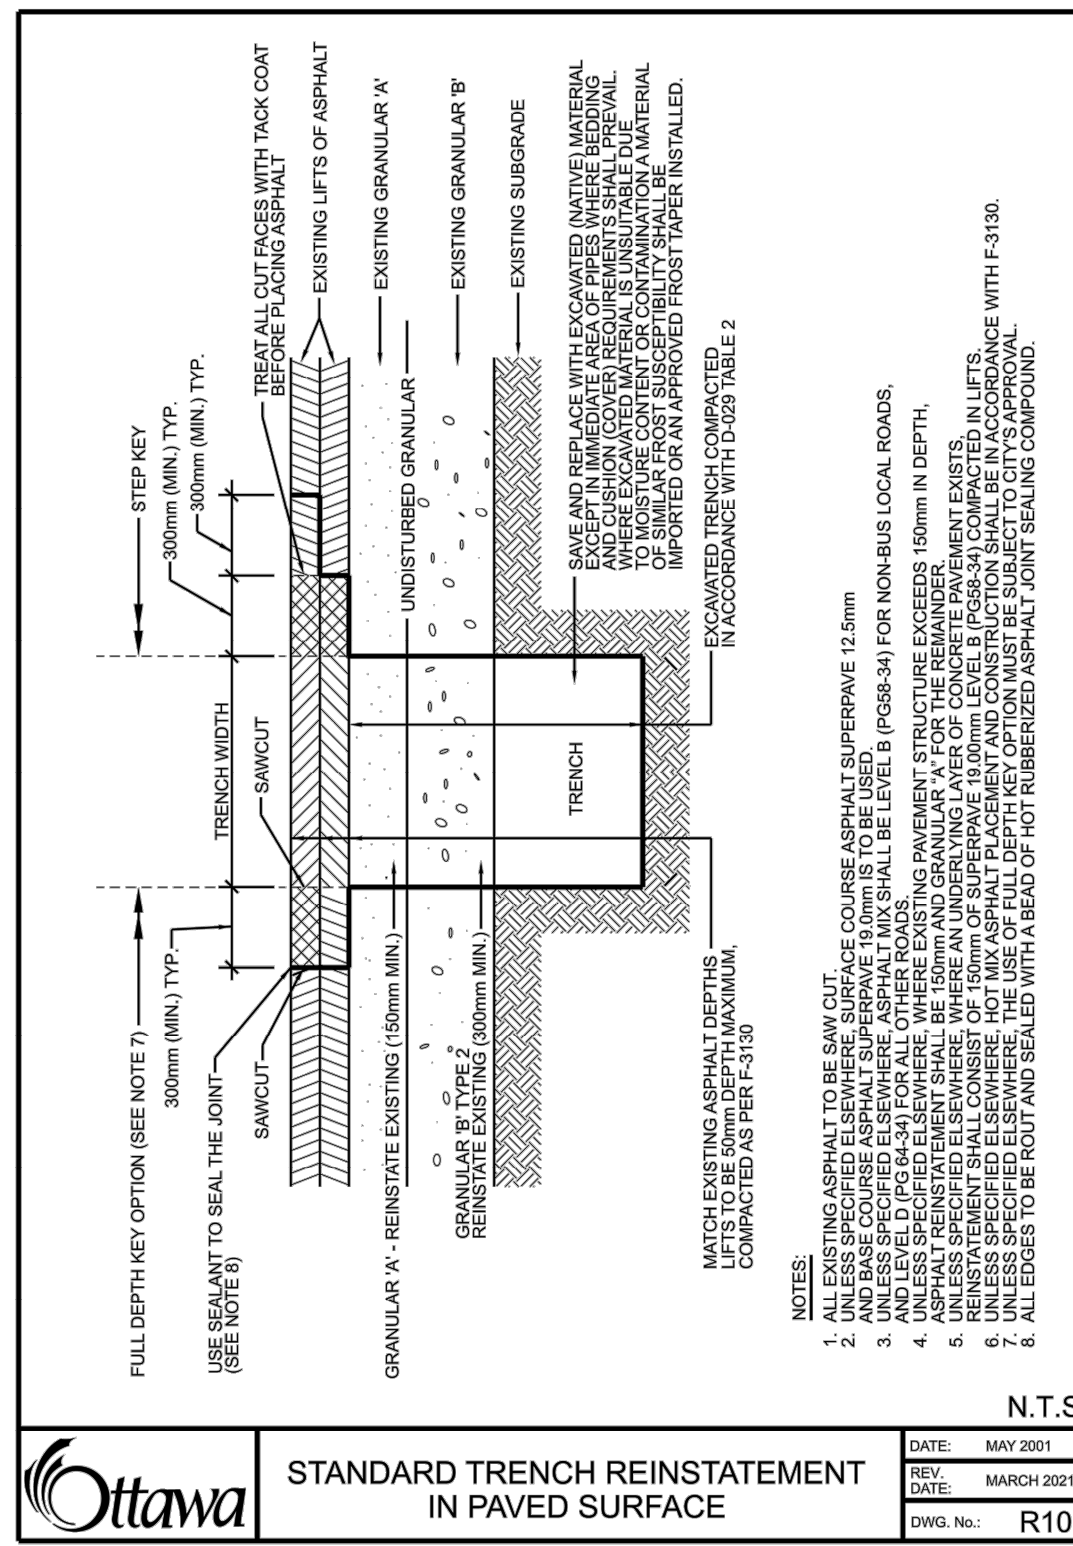 FULL DEPTH KEY OPTION (SEE NOTE 7)
STEP KEY
300mm (MIN.) TYP.
300mm (MIN.) TYP.
300mm (MIN.) TYP.
TRENCH WIDTH
USE SEALANT TO SEAL THE JOINT
(SEE NOTE 8)
SAWCUT
SAWCUT
TREAT ALL CUT FACES WITH TACK COAT
BEFORE PLACING ASPHALT
EXISTING LIFTS OF ASPHALT
EXISTING GRANULAR 'A'
UNDISTURBED GRANULAR
EXISTING GRANULAR 'B'
EXISTING SUBGRADE
GRANULAR 'A' - REINSTATE EXISTING (150mm MIN.)
GRANULAR 'B' TYPE 2
REINSTATE EXISTING (300mm MIN.)
TRENCH
SAVE AND REPLACE WITH EXCAVATED (NATIVE) MATERIAL
EXCEPT IN IMMEDIATE AREA OF PIPES WHERE BEDDING
AND CUSHION (COVER) REQUIREMENTS SHALL PREVAIL.
WHERE EXCAVATED MATERIAL IS UNSUITABLE DUE
TO MOISTURE CONTENT OR CONTAMINATION A MATERIAL
OF SIMILAR FROST SUSCEPTIBILITY SHALL BE
IMPORTED OR AN APPROVED FROST TAPER INSTALLED.
MATCH EXISTING ASPHALT DEPTHS
LIFTS TO BE 50mm DEPTH MAXIMUM,
COMPACTED AS PER F-3130
EXCAVATED TRENCH COMPACTED
IN ACCORDANCE WITH D-029 TABLE 2
NOTES:
1. ALL EXISTING ASPHALT TO BE SAW CUT.
2. UNLESS SPECIFIED ELSEWHERE, SURFACE COURSE ASPHALT SUPERPAVE 12.5mm
AND BASE COURSE ASPHALT SUPERPAVE 19.0mm IS TO BE USED.
3. UNLESS SPECIFIED ELSEWHERE, ASPHALT MIX SHALL BE LEVEL B (PG58-34) FOR NON-BUS LOCAL ROADS,
AND LEVEL D (PG 64-34) FOR ALL OTHER ROADS.
4. UNLESS SPECIFIED ELSEWHERE, WHERE EXISTING PAVEMENT STRUCTURE EXCEEDS 150mm IN DEPTH,
ASPHALT REINSTATEMENT SHALL BE 150mm AND GRANULAR "A" FOR THE REMAINDER.
5. UNLESS SPECIFIED ELSEWHERE, WHERE AN UNDERLYING LAYER OF CONCRETE PAVEMENT EXISTS,
REINSTATEMENT SHALL CONSIST OF 150mm OF SUPERPAVE 19.00mm LEVEL B (PG58-34) COMPACTED IN LIFTS.
6. UNLESS SPECIFIED ELSEWHERE, HOT MIX ASPHALT PLACEMENT AND CONSTRUCTION SHALL BE IN ACCORDANCE WITH F-3130.
7. UNLESS SPECIFIED ELSEWHERE, THE USE OF FULL DEPTH KEY OPTION MUST BE SUBJECT TO CITY'S APPROVAL.
8. ALL EDGES TO BE ROUT AND SEALED WITH A BEAD OF HOT RUBBERIZED ASPHALT JOINT SEALING COMPOUND.
N.T.S
Ottawa
STANDARD TRENCH REINSTATEMENT
IN PAVED SURFACE
DATE: MAY 2001
REV. DATE: MARCH 2021
DWG. No.: R10